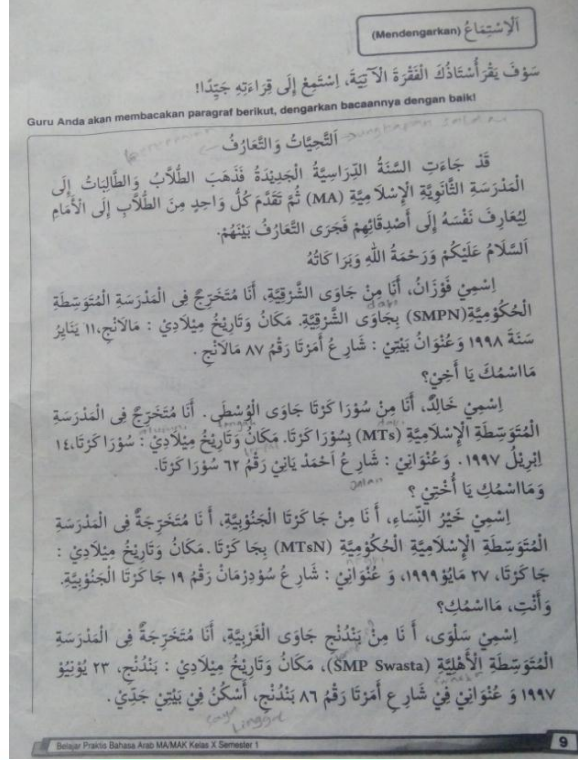 اَلْاِسْتِمَاعُ (Mendengarkan)
سَوْفَ يَقْرَأُسْتَاذُكَ الْفَقْرَةَ الْآتِيَةَ، اِسْتَمِعْ إِلَى قِرَاءَتِهِ جَيِّدًا!
Guru Anda akan membacakan paragraf berikut, dengarkan bacaannya dengan baik!
اَلتَّحِيَّاتُ وَالتَّعَارُفُ
قَدْ جَاءَتِ السَّنَةُ الدِّرَاسِيَّةُ الْجَدِيْدَةُ فَذَهَبَ الطُّلَّابُ وَالطَّالِبَاتُ إِلَى
الْمَدْرَسَةِ الثَّانَوِيَّةِ الْإِسْلَامِيَّةِ (MA) ثُمَّ تَقَدَّمَ كُلُّ وَاحِدٍ مِنَ الطُّلَّابِ إِلَى الْأَمَامِ
لِيُعَارِفَ نَفْسَهُ إِلَى أَصْدِقَائِهِمْ فَجَرَى التَّعَارُفُ بَيْنَهُمْ.
اَلسَّلَامُ عَلَيْكُمْ وَرَحْمَةُ اللهِ وَبَرَاكَاتُهُ
اِسْمِيْ فَوْزَانُ، أَنَا مِنْ جَاوَى الشَّرْقِيَّةِ، أَنَا مُتَخَرِّجٌ فِى الْمَدْرَسَةِ الْمُتَوَسِّطَةِ
الْحُكُوْمِيَّةِ (SMPN) بِجَاوَى الشَّرْقِيَّةِ. مَكَانُ وَتَارِيْخُ مِيْلَادِيْ : مَالَانْج، ١١ يَنَايِرُ
سَنَةَ ١٩٩٨ وَعُنْوَانُ بَيْتِيْ : شَارِعُ أَمَرْتَا رَقْمُ ٨٧ مَالَانْج .
مَااسْمُكَ يَا أَخِيْ؟
اِسْمِيْ خَالِدٌ، أَنَا مِنْ سُوْرَاكَرْتَا جَاوَى الْوُسْطَى. أَنَا مُتَخَرِّجٌ فِى الْمَدْرَسَةِ
الْمُتَوَسِّطَةِ الْإِسْلَامِيَّةِ (MTs) بِسُوْرَاكَرْتَا. مَكَانُ وَتَارِيْخُ مِيْلَادِيْ : سُوْرَاكَرْتَا، ١٤
اِبْرِيْلُ ١٩٩٧ . وَعُنْوَانِيْ : شَارِعُ اَحْمَدْ يَانِيْ رَقْمُ ٦٢ سُوْرَاكَرْتَا.
وَمَااسْمُكِ يَا أُخْتِيْ ؟
اِسْمِيْ خَيْرُ النِّسَاءِ، أَنَا مِنْ جَاكَرْتَا الْجَنُوْبِيَّةِ، أَنَا مُتَخَرِّجَةٌ فِى الْمَدْرَسَةِ
الْمُتَوَسِّطَةِ الْإِسْلَامِيَّةِ الْحُكُوْمِيَّةِ (MTsN) بِجَاكَرْتَا. مَكَانُ وَتَارِيْخُ مِيْلَادِيْ :
جَاكَرْتَا، ٢٧ مَايُوْ ١٩٩٩، وَ عُنْوَانِيْ : شَارِعُ سُوْدِرْمَانْ رَقْمُ ١٩ جَاكَرْتَا الْجَنُوْبِيَّةِ.
وَأَنْتِ، مَااسْمُكِ؟
اِسْمِيْ سَلْوَى، أَنَا مِنْ بَنْدُنْج جَاوَى الْغَرْبِيَّةِ، أَنَا مُتَخَرِّجَةٌ فِى الْمَدْرَسَةِ
الْمُتَوَسِّطَةِ الْأَهْلِيَّةِ (SMP Swasta)، مَكَانُ وَتَارِيْخُ مِيْلَادِيْ : بَنْدُنْج، ٢٣ يُوْنِيُوْ
١٩٩٧ وَ عُنْوَانِيْ فِيْ شَارِعِ أَمَرْتَا رَقْمُ ٨٦ بَنْدُنْج، أَسْكُنُ فِيْ بَيْتِيْ جَدِّيْ.
Saya tinggal
Belajar Praktis Bahasa Arab MA/MAK Kelas X Semester 1
9